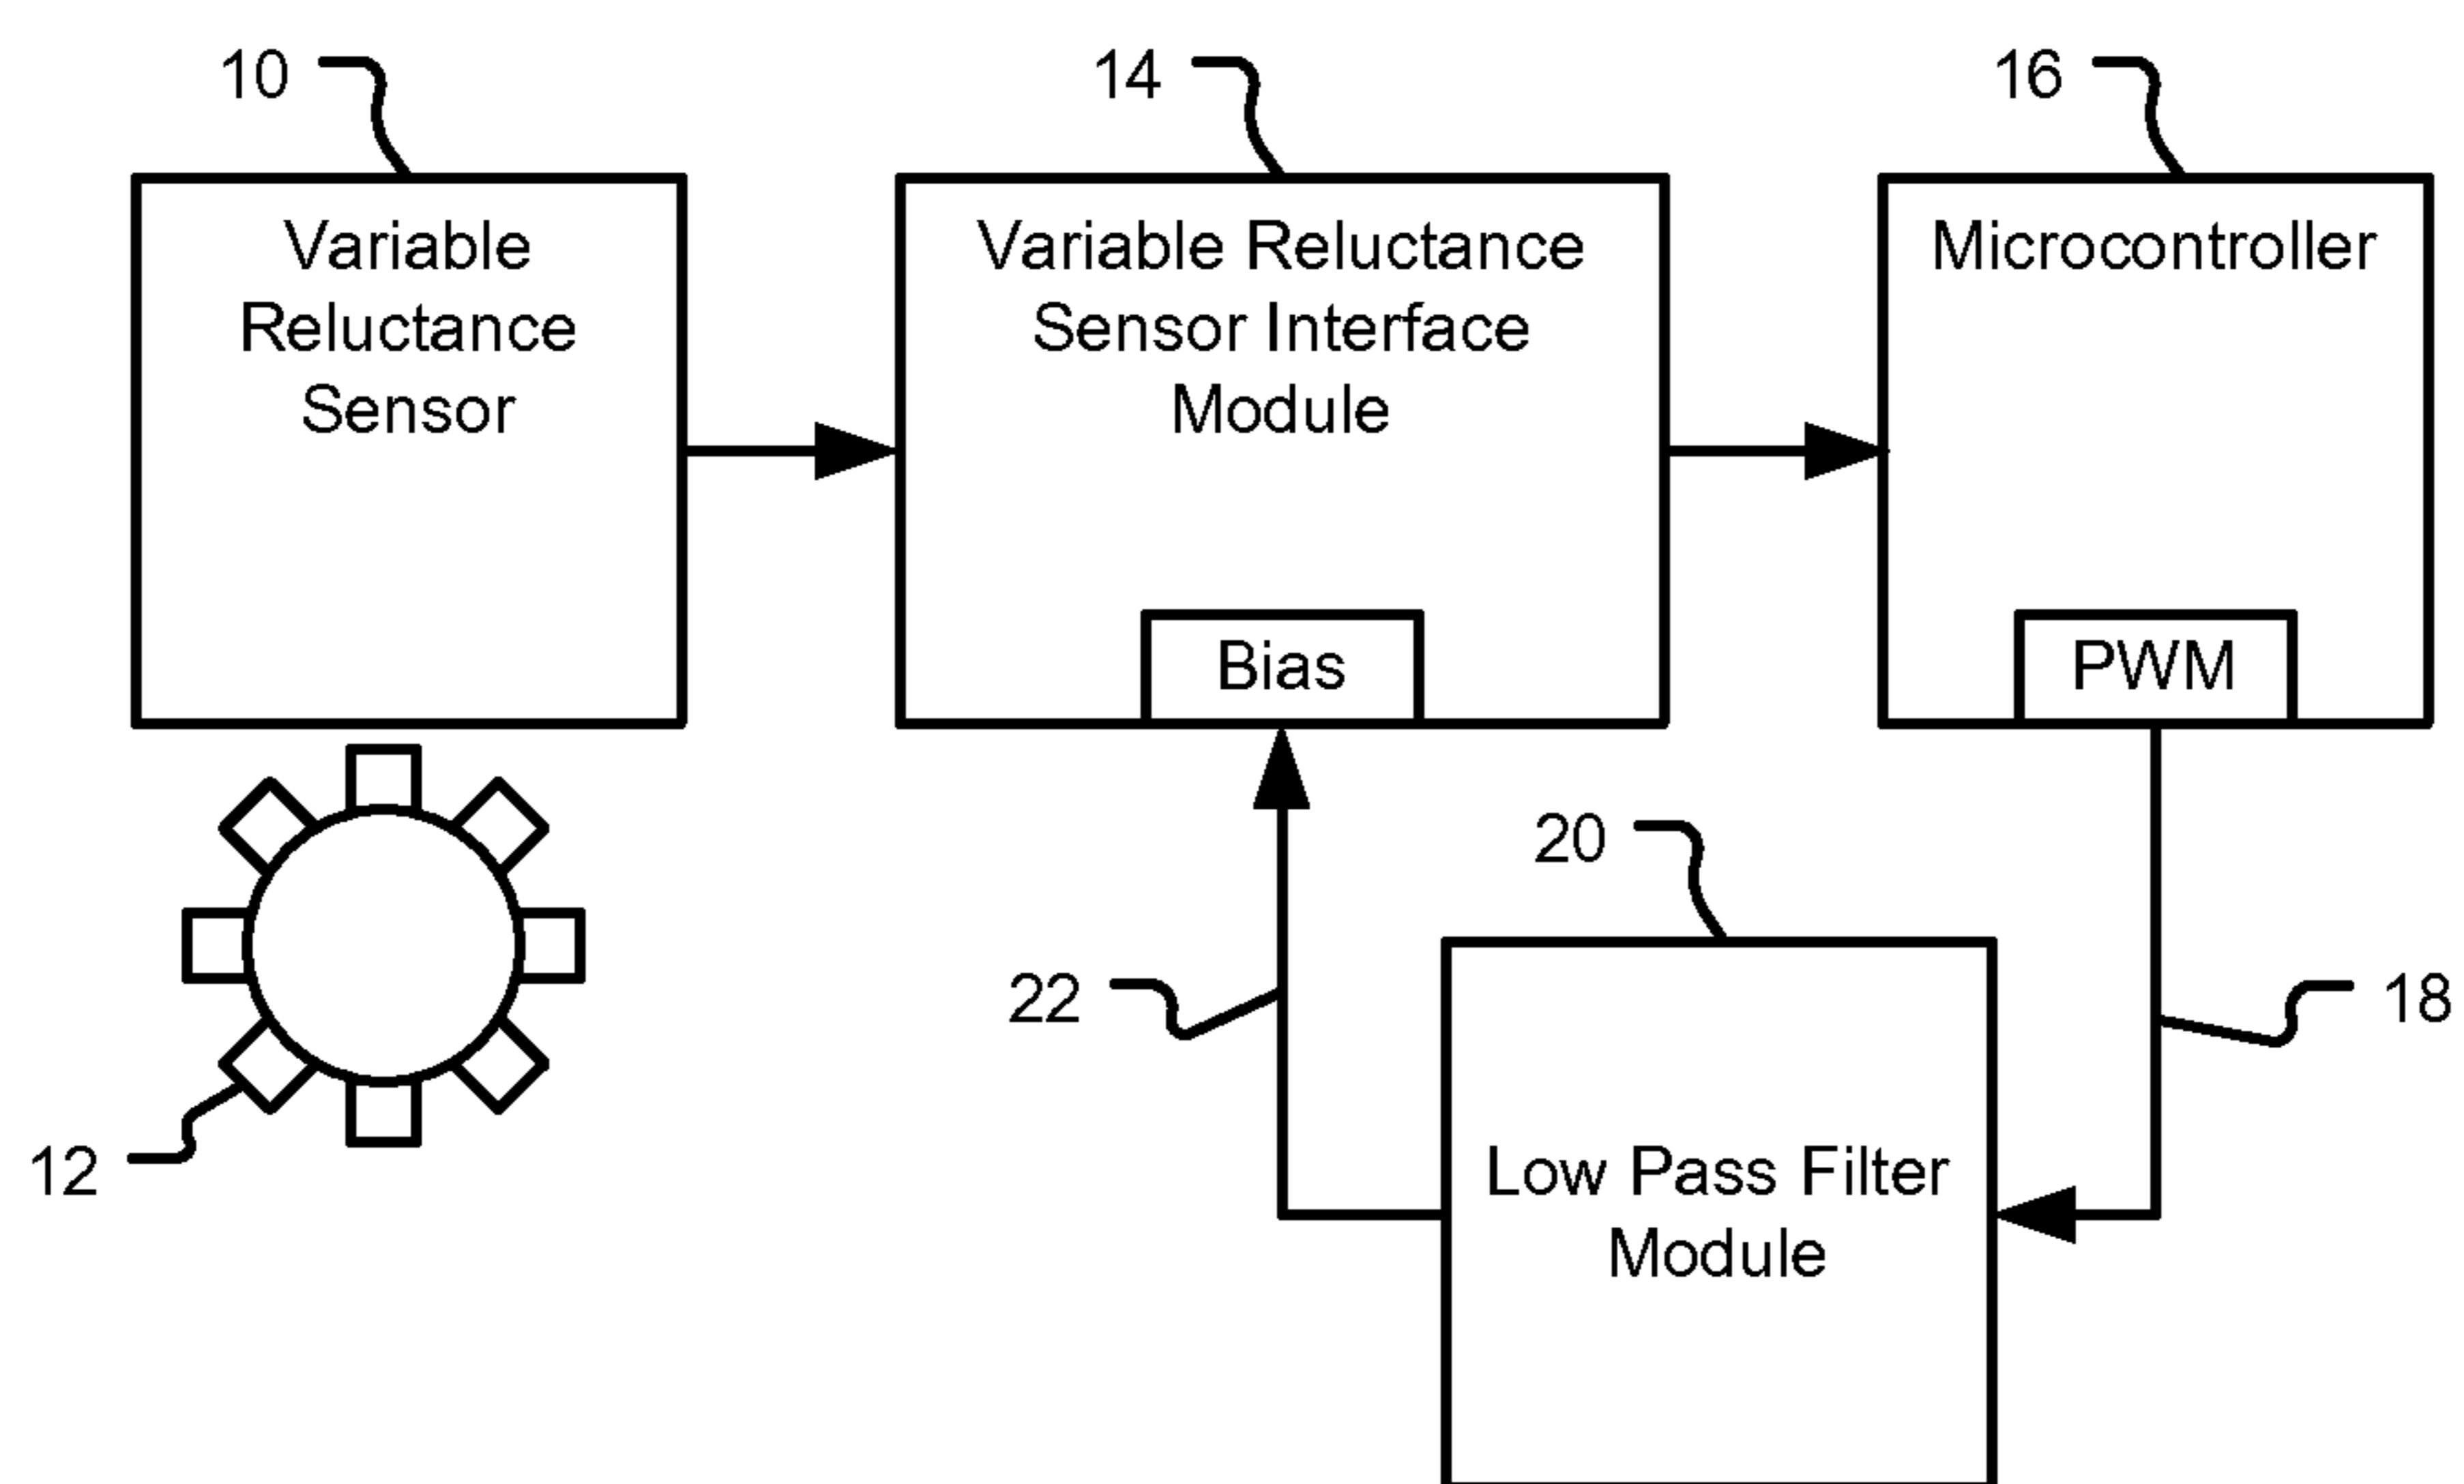 10
14
16
Variable
Reluctance
Sensor
Variable Reluctance
Sensor Interface
Module
Microcontroller
Bias
PWM
20
22
18
12
Low Pass Filter
Module